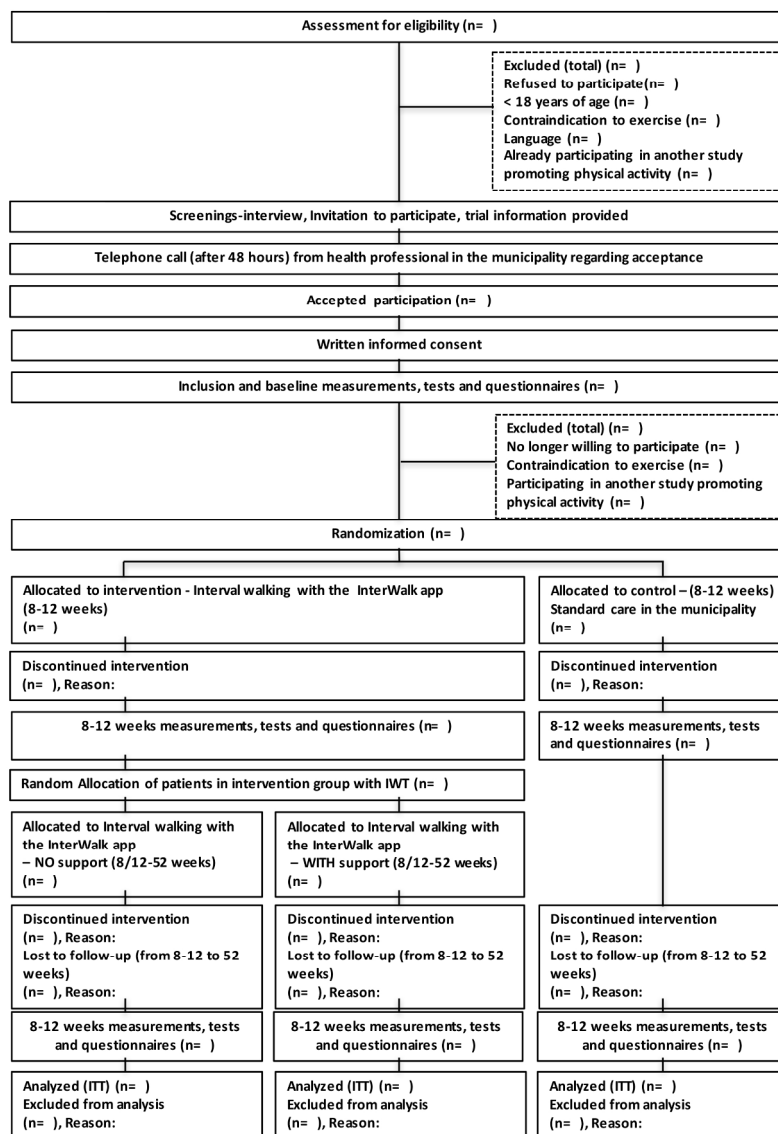 Assessment for eligibility (n= )
Excluded (total) (n= )
Refused to participate(n= )
< 18 years of age (n= )
Contraindication to exercise (n= )
Language (n= )
Already participating in another study
promoting physical activity (n= )
Screenings-interview, Invitation to participate, trial information provided
Telephone call (after 48 hours) from health professional in the municipality regarding acceptance
Accepted participation (n= )
Written informed consent
Inclusion and baseline measurements, tests and questionnaires (n= )
Excluded (total) (n= )
No longer willing to participate (n= )
Contraindication to exercise (n= )
Participating in another study promoting
physical activity (n= )
Randomization (n= )
Allocated to intervention - Interval walking with the InterWalk app
(8-12 weeks)
(n= )
Allocated to control – (8-12 weeks)
Standard care in the municipality
(n= )
Discontinued intervention
(n= ), Reason:
Discontinued intervention
(n= ), Reason:
8-12 weeks measurements, tests and questionnaires (n= )
8-12 weeks measurements, tests
and questionnaires (n= )
Random Allocation of patients in intervention group with IWT (n= )
Allocated to Interval walking with
the InterWalk app
– NO support (8/12-52 weeks)
(n= )
Allocated to Interval walking with
the InterWalk app
– WITH support (8/12-52 weeks)
(n= )
Discontinued intervention
(n= ), Reason:
Lost to follow-up (from 8-12 to 52
weeks)
(n= ), Reason:
Discontinued intervention
(n= ), Reason:
Lost to follow-up (from 8-12 to 52
weeks)
(n= ), Reason:
Discontinued intervention
(n= ), Reason:
Lost to follow-up (from 8-12 to 52
weeks)
(n= ), Reason:
8-12 weeks measurements, tests
and questionnaires (n= )
8-12 weeks measurements, tests
and questionnaires (n= )
8-12 weeks measurements, tests
and questionnaires (n= )
Analyzed (ITT) (n= )
Excluded from analysis
(n= ), Reason:
Analyzed (ITT) (n= )
Excluded from analysis
(n= ), Reason:
Analyzed (ITT) (n= )
Excluded from analysis
(n= ), Reason: